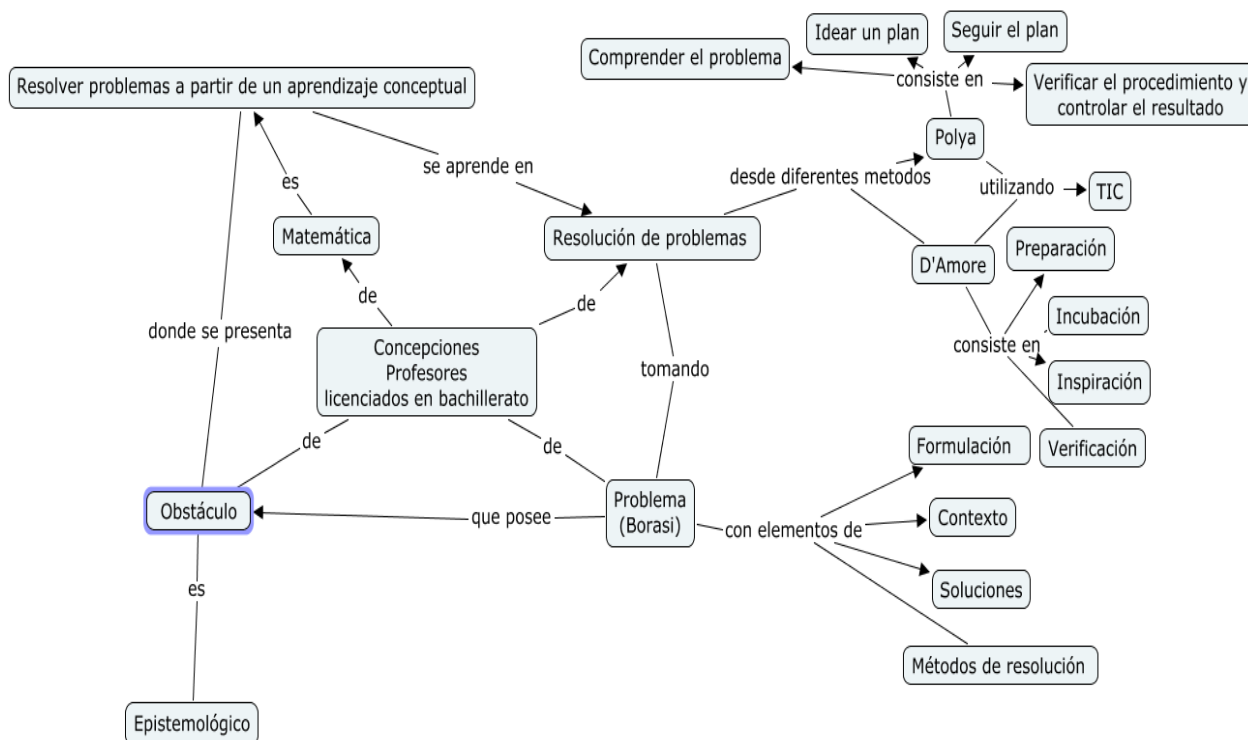 Idear un plan
Seguir el plan
Comprender el problema
consiste en
Verificar el procedimiento y
controlar el resultado
Resolver problemas a partir de un aprendizaje conceptual
Polya
se aprende en
desde diferentes metodos
utilizando
TIC
es
Matemática
Resolución de problemas
D'Amore
Preparación
de
de
donde se presenta
Concepciones
Profesores
licenciados en bachillerato
tomando
consiste en
Incubación
Inspiración
de
de
Formulación
Verificación
Obstáculo
que posee
Problema
(Borasi)
con elementos de
Contexto
es
Soluciones
Métodos de resolución
Epistemológico